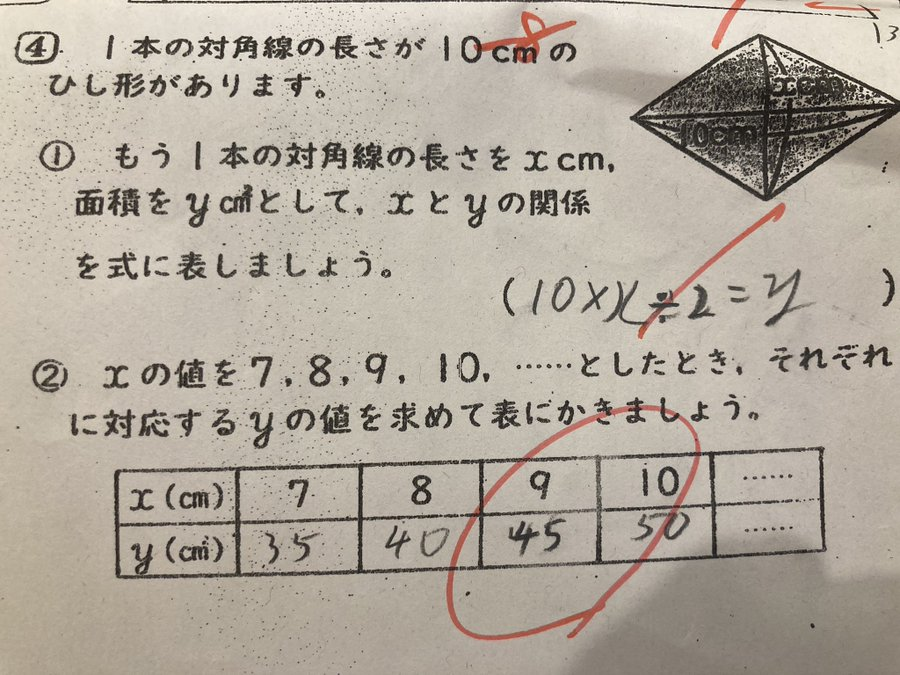 4 1本の対角線の長さが10cmの
ひし形があります。
xcm
10cm
① もう1本の対角線の長さをxcm,
面積をycm²として, xとyの関係
を式に表しましょう。
(10×x÷2=y)
② xの値を7, 8, 9, 10, ……としたとき, それぞれ
に対応するyの値を求めて表にかきましょう。
x(cm) 7 8 9 10 ……
y(cm²) 35 40 45 50 ……